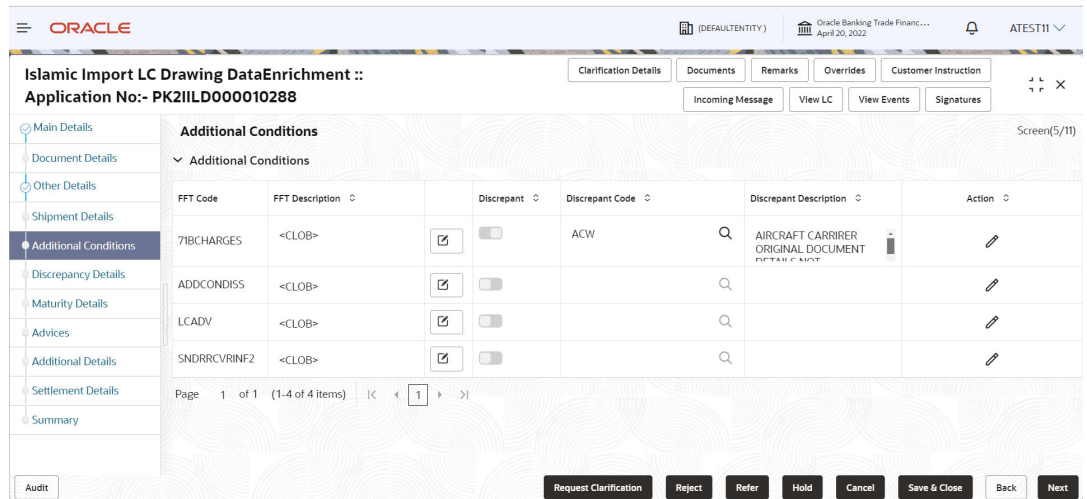 ORACLE
(DEFAULTENTITY )
Oracle Banking Trade Financ...
April 20, 2022
ATEST11
Islamic Import LC Drawing DataEnrichment ::
Application No:- PK2IILD000010288
Clarification Details
Documents
Remarks
Overrides
Customer Instruction
Incoming Message
View LC
View Events
Signatures
Main Details
Document Details
Other Details
Shipment Details
Additional Conditions
Discrepancy Details
Maturity Details
Advices
Additional Details
Settlement Details
Summary
Additional Conditions
Screen(5/11)
Additional Conditions
FFT Code FFT Description Discrepant Discrepant Code Discrepant Description Action
71BCHARGES <CLOB> ACW AIRCRAFT CARRIRER
ORIGINAL DOCUMENT
DETAILS NOT
ADDCONDISS <CLOB>
LCADV <CLOB>
SNDRRCVRINF2 <CLOB>
Page 1 of 1 (1-4 of 4 items) 1
Audit
Request Clarification
Reject
Refer
Hold
Cancel
Save & Close
Back
Next